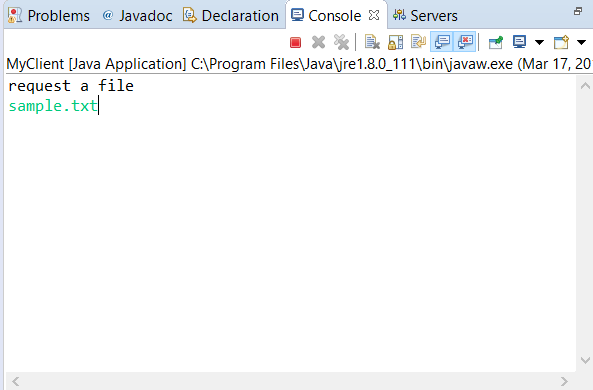 Problems @ Javadoc Declaration Console Servers
MyClient [Java Application] C:\Program Files\Java\jre1.8.0_111\bin\javaw.exe (Mar 17, 20
request a file
sample.txt